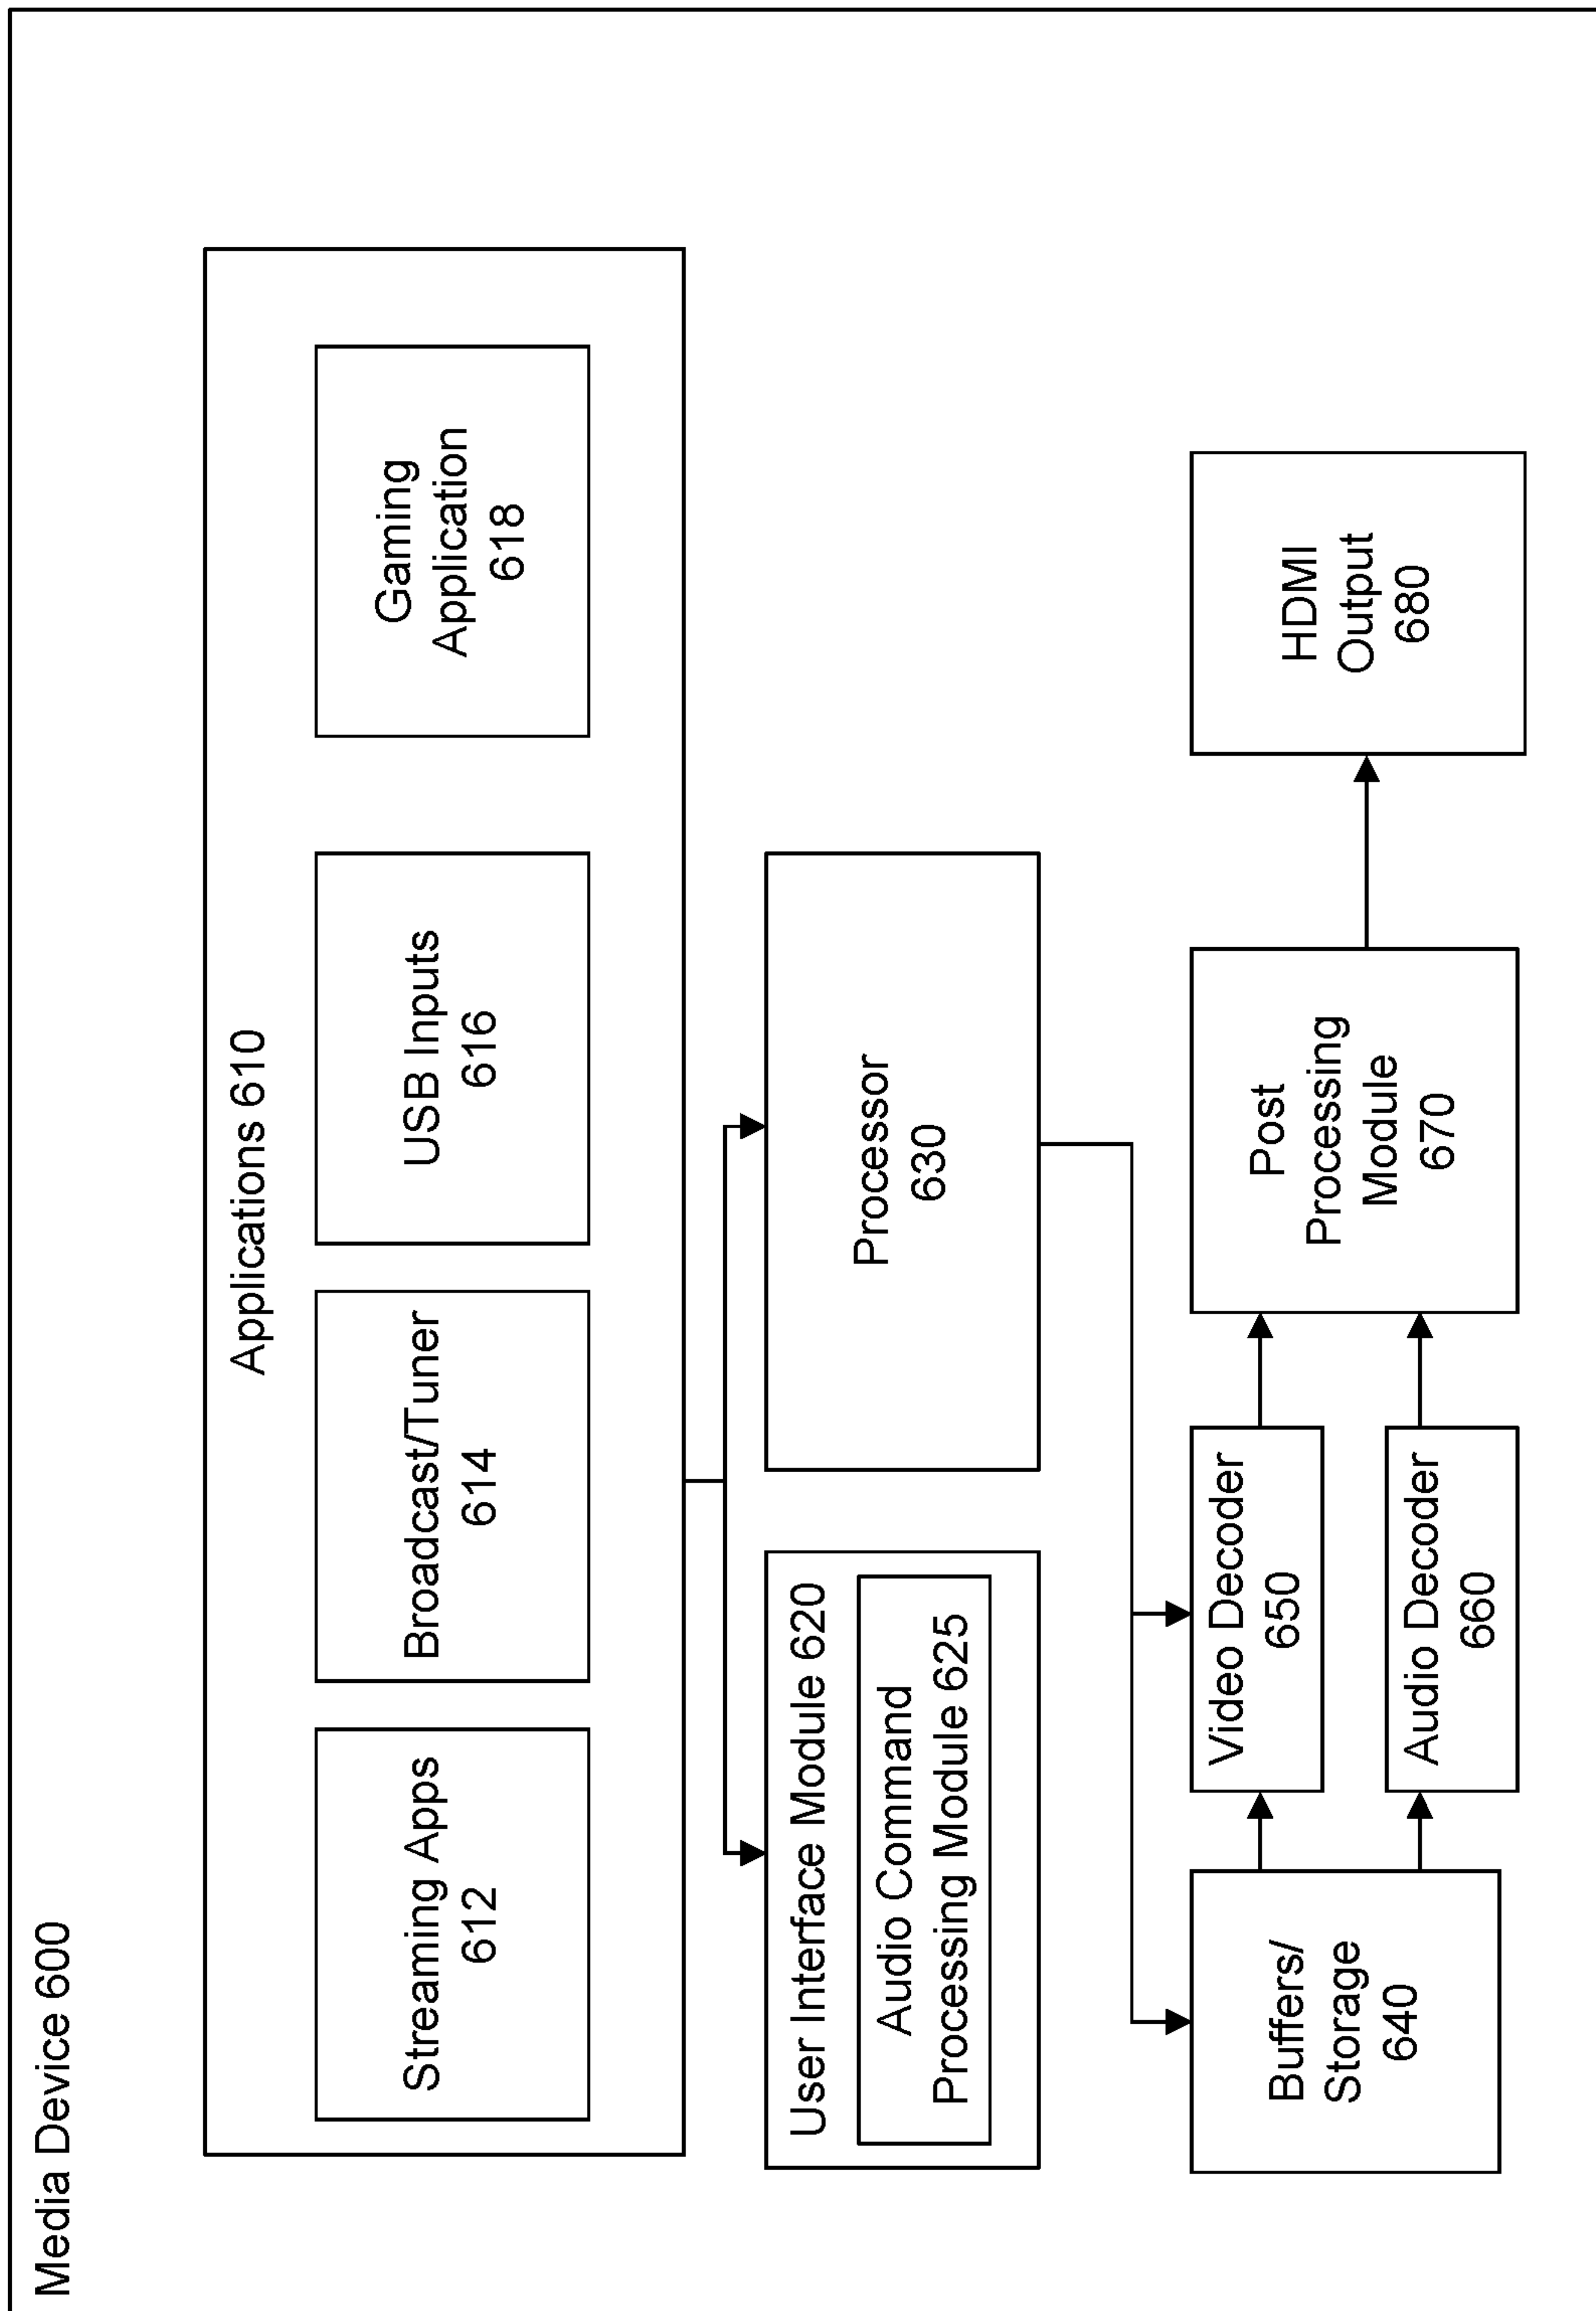 Media Device 600
Applications 610
Streaming Apps
612
Broadcast/Tuner
614
USB Inputs
616
Gaming
Application
618
User Interface Module 620
Audio Command
Processing Module 625
Processor
630
Buffers/
Storage
640
Video Decoder
650
Audio Decoder
660
Post
Processing
Module
670
HDMI
Output
680